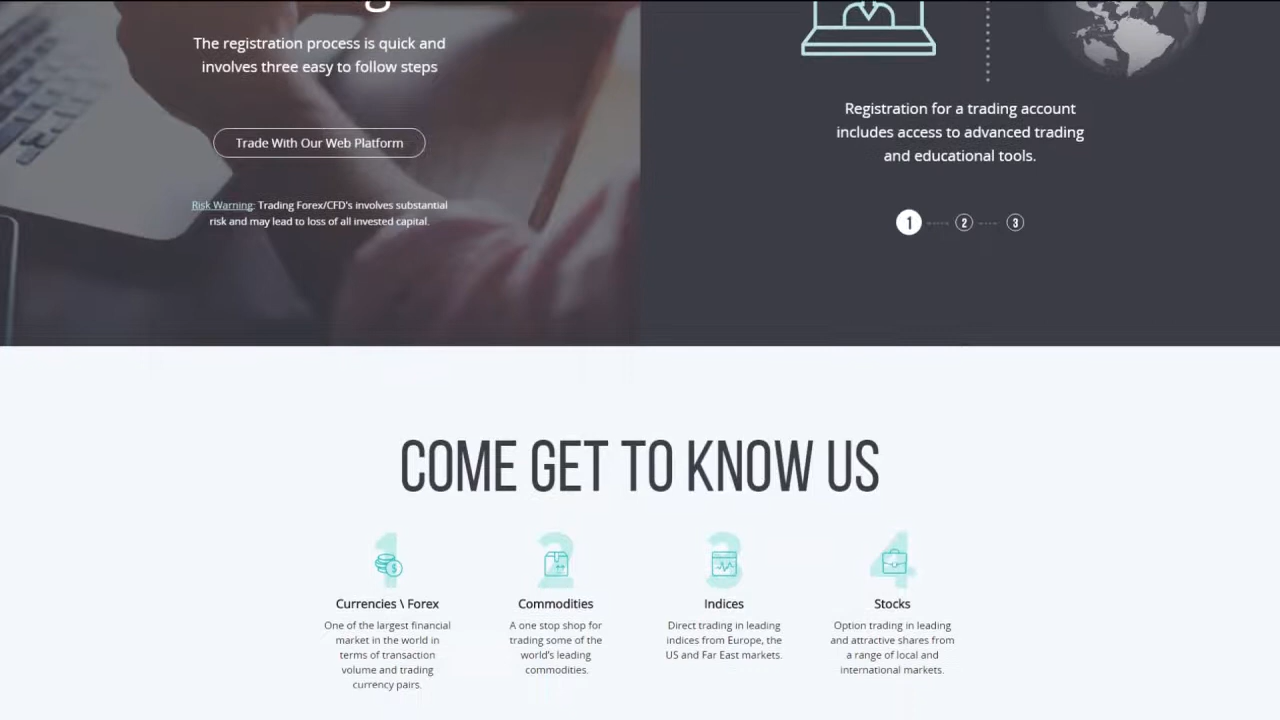 The registration process is quick and
involves three easy to follow steps
Trade With Our Web Platform
Risk Warning: Trading Forex/CFD's involves substantial
risk and may lead to loss of all invested capital.
Registration for a trading account
includes access to advanced trading
and educational tools.
1 2 3
COME GET TO KNOW US
1
Currencies \ Forex
One of the largest financial
market in the world in
terms of transaction
volume and trading
currency pairs.
2
Commodities
A one stop shop for
trading some of the
world's leading
commodities.
3
Indices
Direct trading in leading
indices from Europe, the
US and Far East markets.
4
Stocks
Option trading in leading
and attractive shares from
a range of local and
international markets.